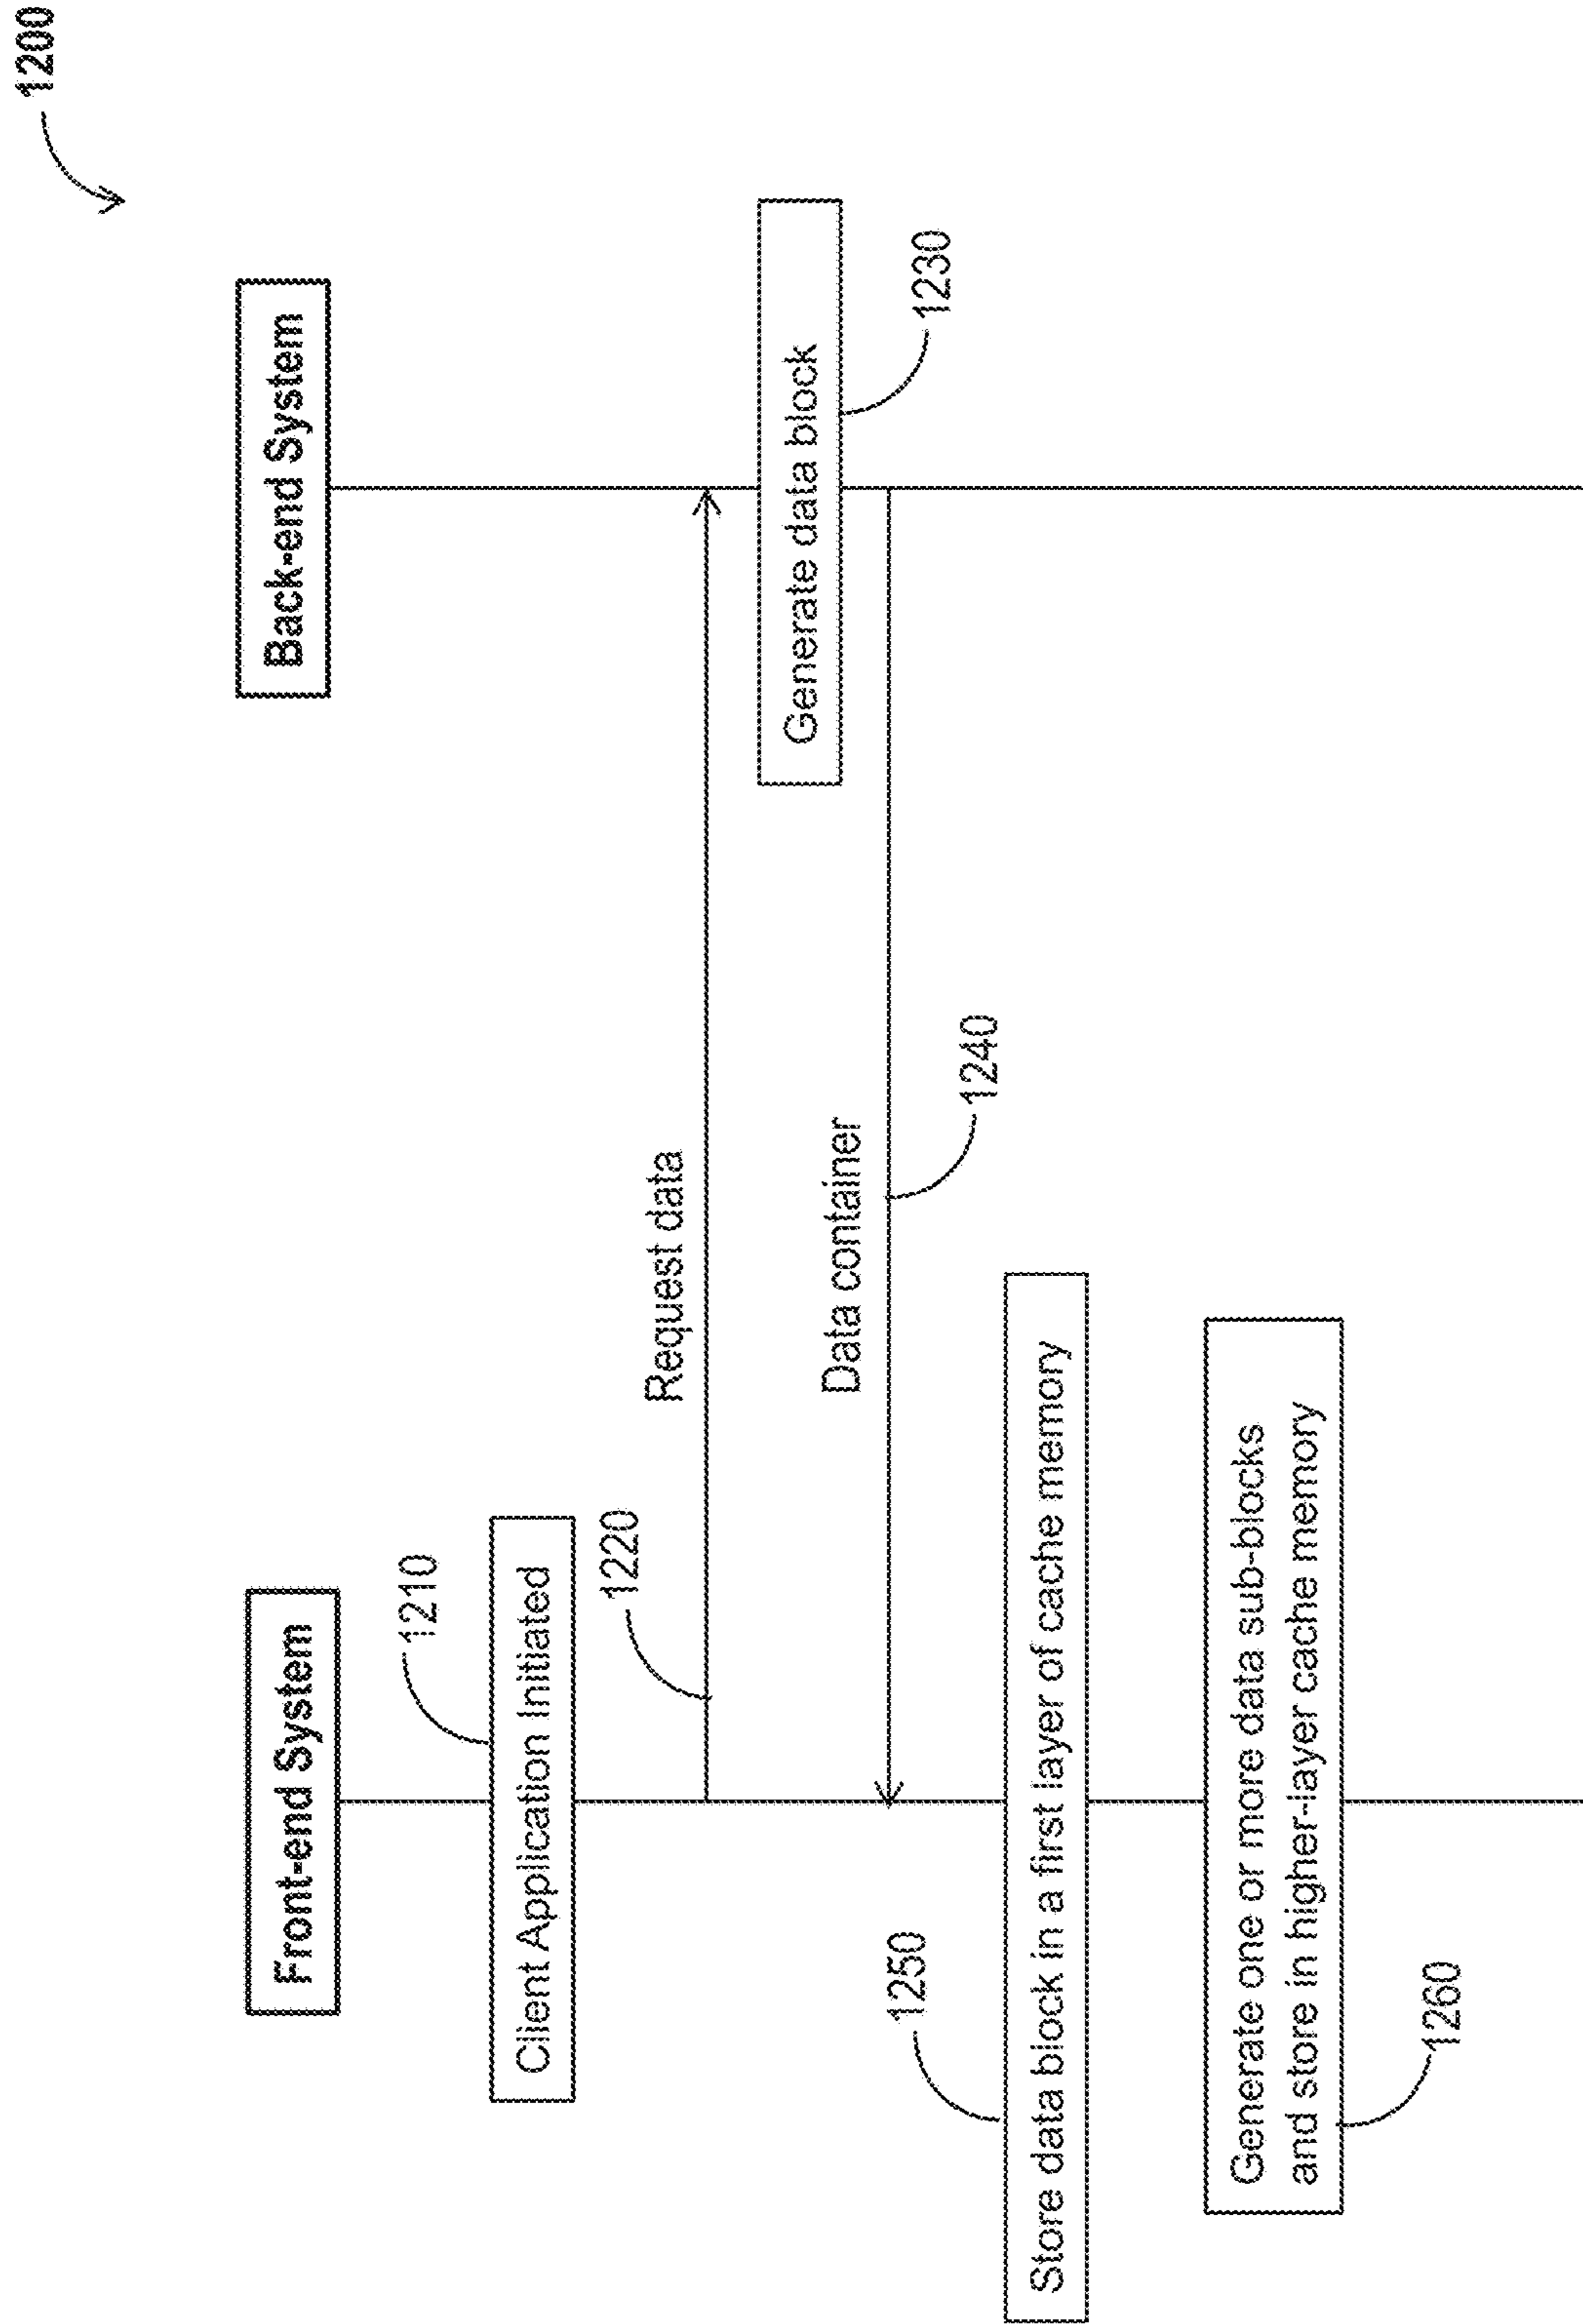 1200
Front-end System
Back-end System
1210
Client Application Initiated
1220
Request data
Generate data block
1230
Data container
1240
1250
Store data block in a first layer of cache memory
Generate one or more data sub-blocks
and store in higher-layer cache memory
1260